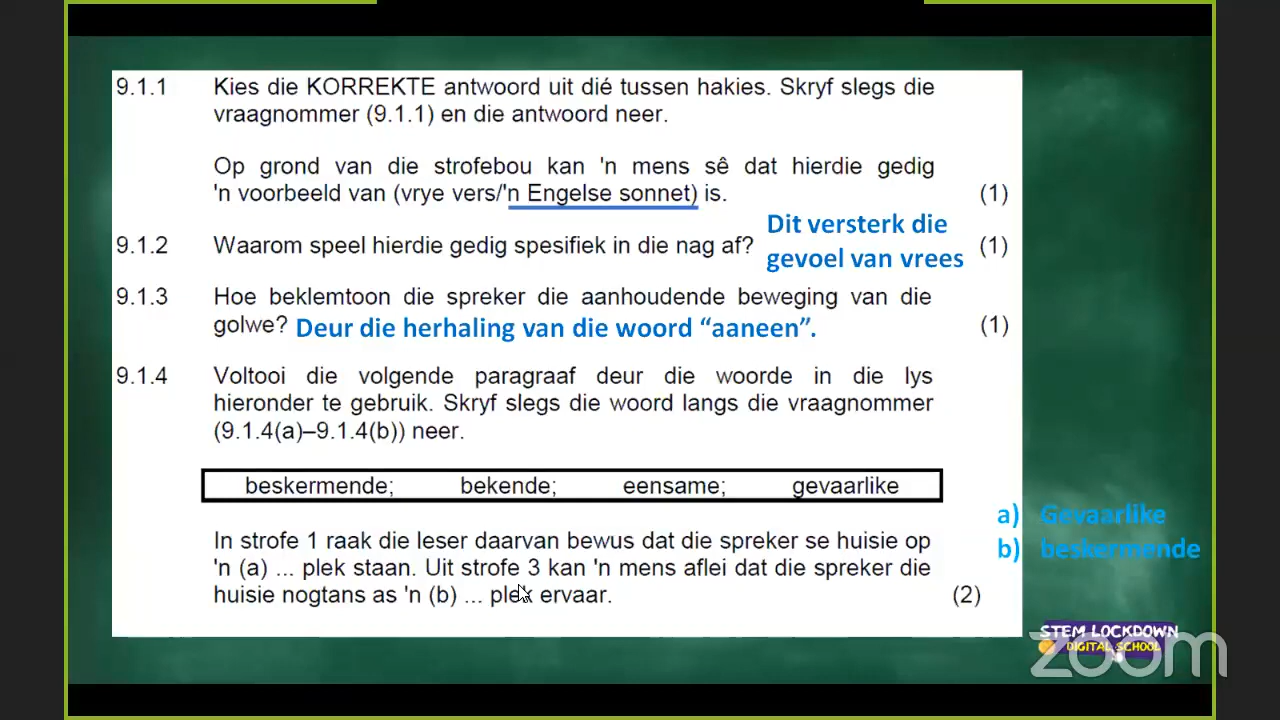 9.1.1 Kies die KORREKTE antwoord uit dié tussen hakies. Skryf slegs die
vraagnommer (9.1.1) en die antwoord neer.
Op grond van die strofebou kan 'n mens sê dat hierdie gedig
'n voorbeeld van (vrye vers/'n Engelse sonnet) is. (1)
9.1.2 Waarom speel hierdie gedig spesifiek in die nag af? (1)
Dit versterk die
gevoel van vrees
9.1.3 Hoe beklemtoon die spreker die aanhoudende beweging van die
golwe? Deur die herhaling van die woord “aaneen”. (1)
9.1.4 Voltooi die volgende paragraaf deur die woorde in die lys
hieronder te gebruik. Skryf slegs die woord langs die vraagnommer
(9.1.4(a)–9.1.4(b)) neer.
beskermende; bekende; eensame; gevaarlike
a) Gevaarlike
b) beskermende
In strofe 1 raak die leser daarvan bewus dat die spreker se huisie op
'n (a) ... plek staan. Uit strofe 3 kan 'n mens aflei dat die spreker die
huisie nogtans as 'n (b) ... plek ervaar. (2)
STEM LOCKDOWN
DIGITAL SCHOOL
zoom